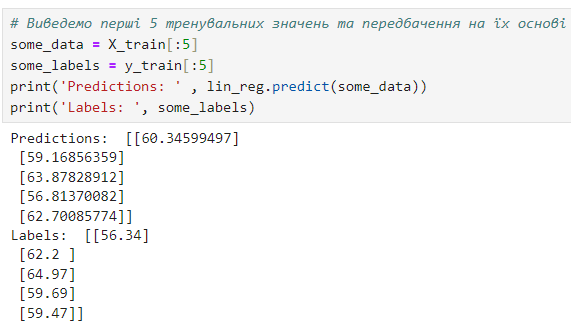 # Виведемо перші 5 тренувальних значень та передбачення на їх основі
some_data = X_train[:5]
some_labels = y_train[:5]
print('Predictions: ' , lin_reg.predict(some_data))
print('Labels: ', some_labels)
Predictions:  [[60.34599497]
 [59.16856359]
 [63.87828912]
 [56.81370082]
 [62.70085774]]
Labels:  [[56.34]
 [62.2 ]
 [64.97]
 [59.69]
 [59.47]]